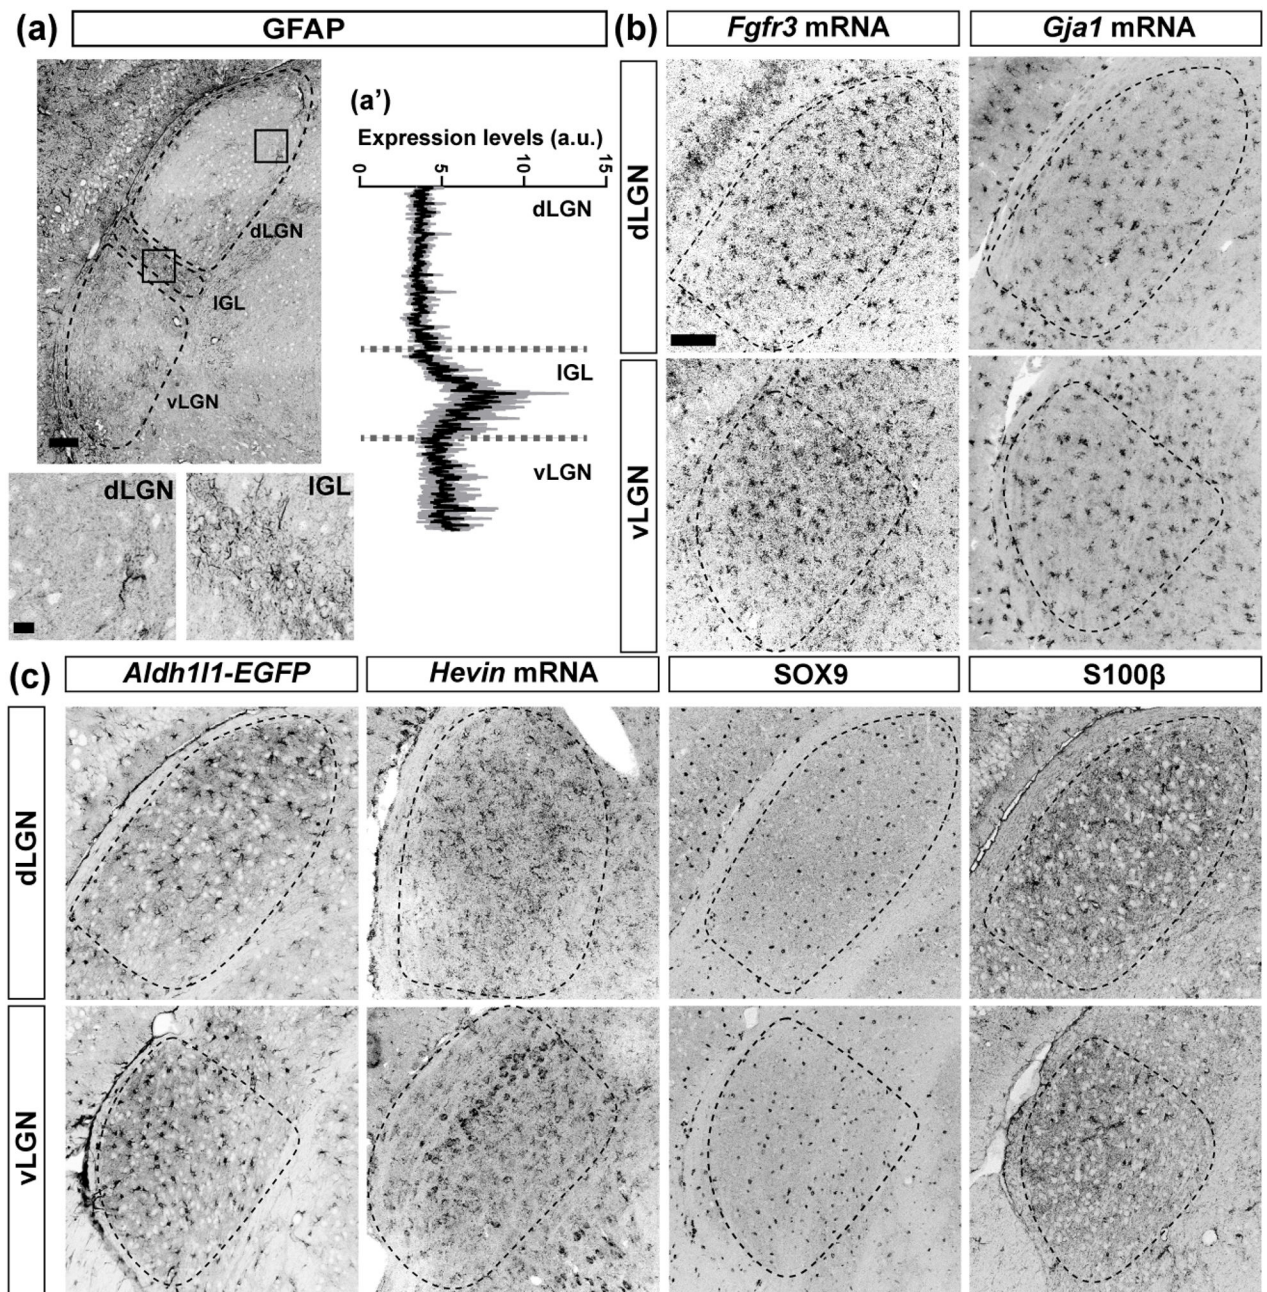 (a)
GFAP
(b)
Fgfr3 mRNA
Gja1 mRNA
(a’)
Expression levels (a.u.)
0
5
10
15
dLGN
IGL
vLGN
dLGN
IGL
vLGN
dLGN
IGL
dLGN
vLGN
(c)
Aldh1l1-EGFP
Hevin mRNA
SOX9
S100β
dLGN
vLGN